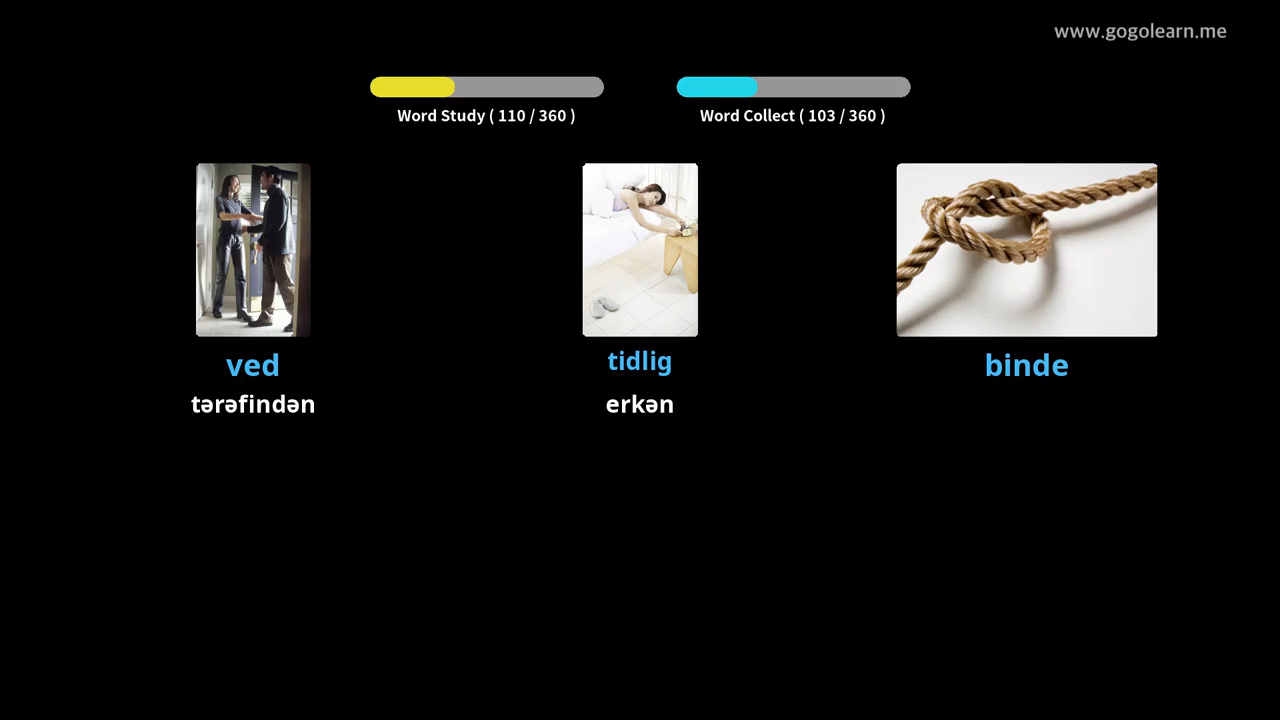 www.gogolearn.me
Word Study ( 110 / 360 )
Word Collect ( 103 / 360 )
ved
tidlig
binde
tərəfindən
erkən